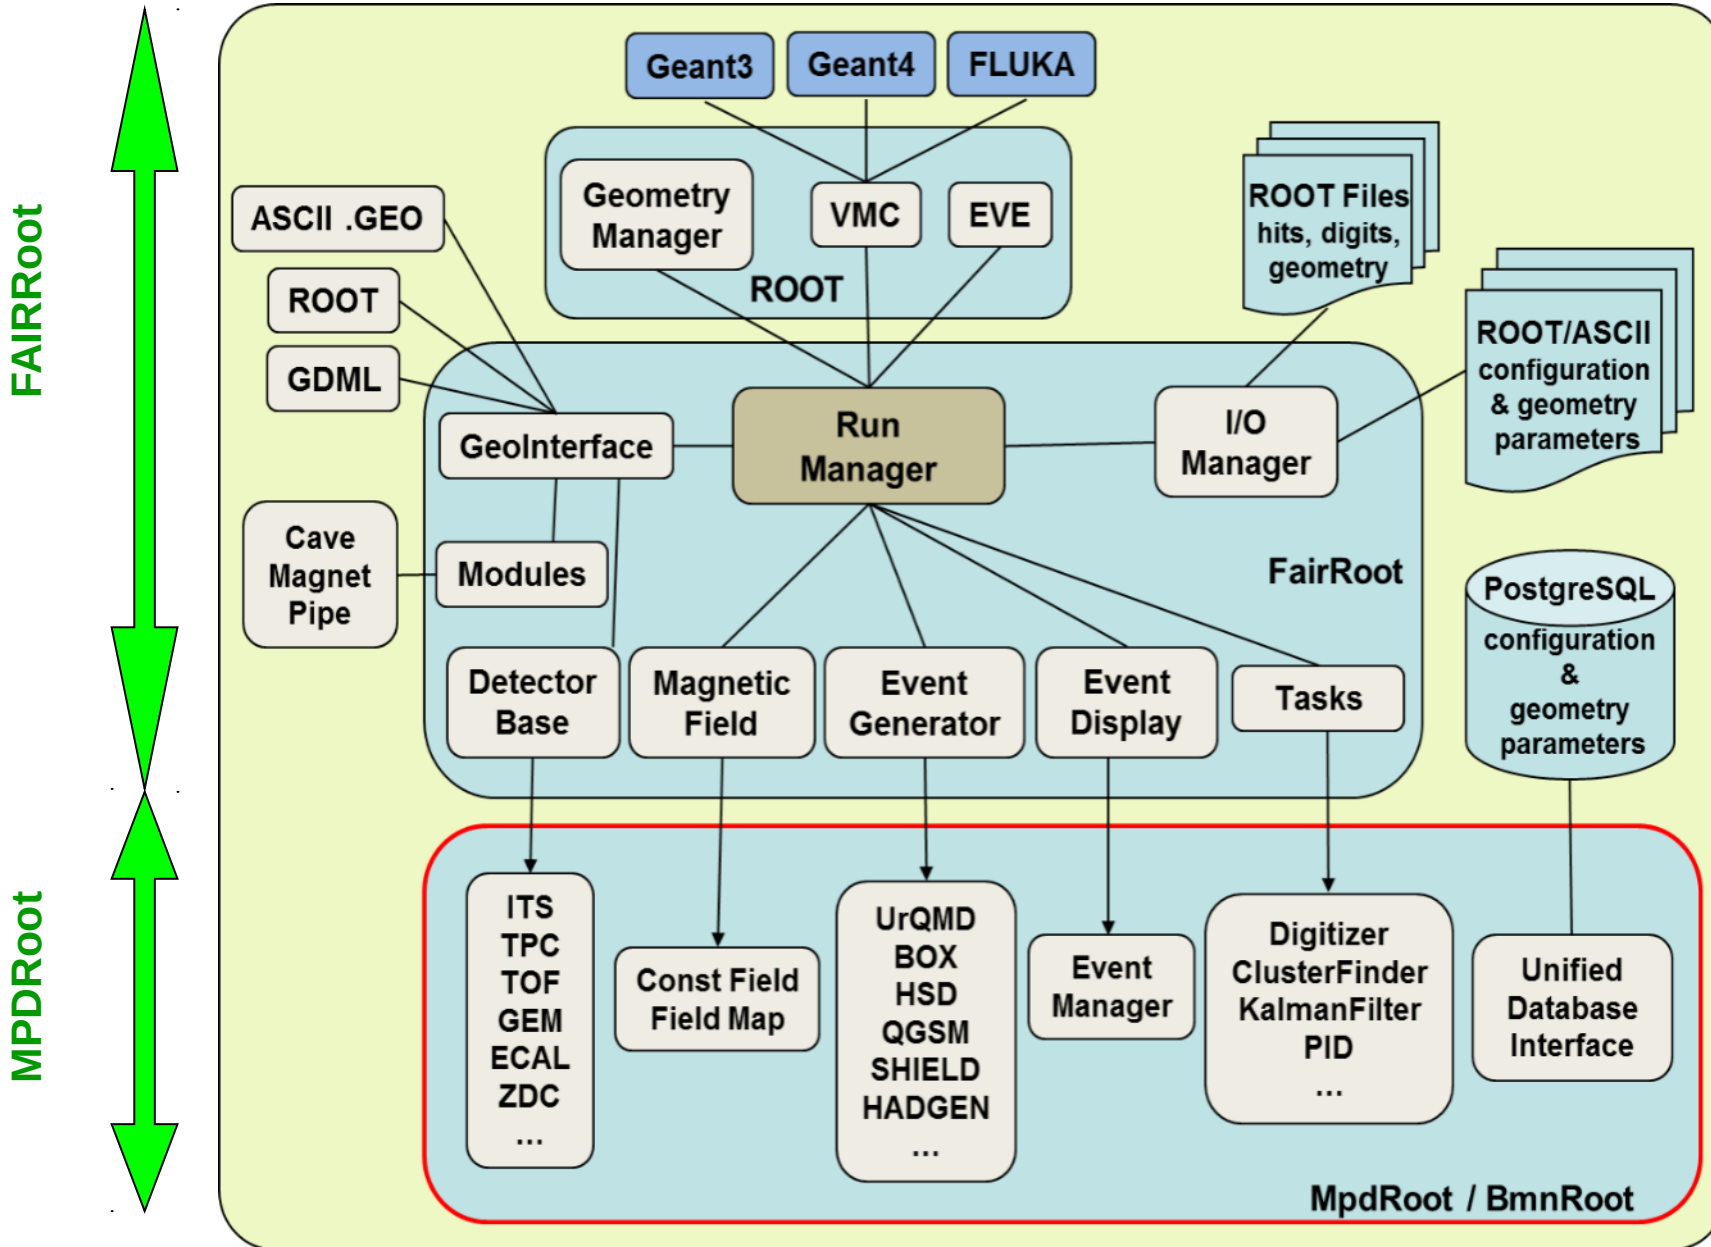 FAIRRoot
MPDRoot
Geant3
Geant4
FLUKA
Geometry
Manager
VMC
EVE
ROOT
ASCII .GEO
ROOT
GDML
ROOT Files
hits, digits,
geometry
ROOT/ASCII
configuration
& geometry
parameters
GeoInterface
Run
Manager
I/O
Manager
Cave
Magnet
Pipe
Modules
FairRoot
PostgreSQL
configuration
&
geometry
parameters
Detector
Base
Magnetic
Field
Event
Generator
Event
Display
Tasks
ITS
TPC
TOF
GEM
ECAL
ZDC
...
Const Field
Field Map
UrQMD
BOX
HSD
QGSM
SHIELD
HADGEN
...
Event
Manager
Digitizer
ClusterFinder
KalmanFilter
PID
...
Unified
Database
Interface
MpdRoot / BmnRoot